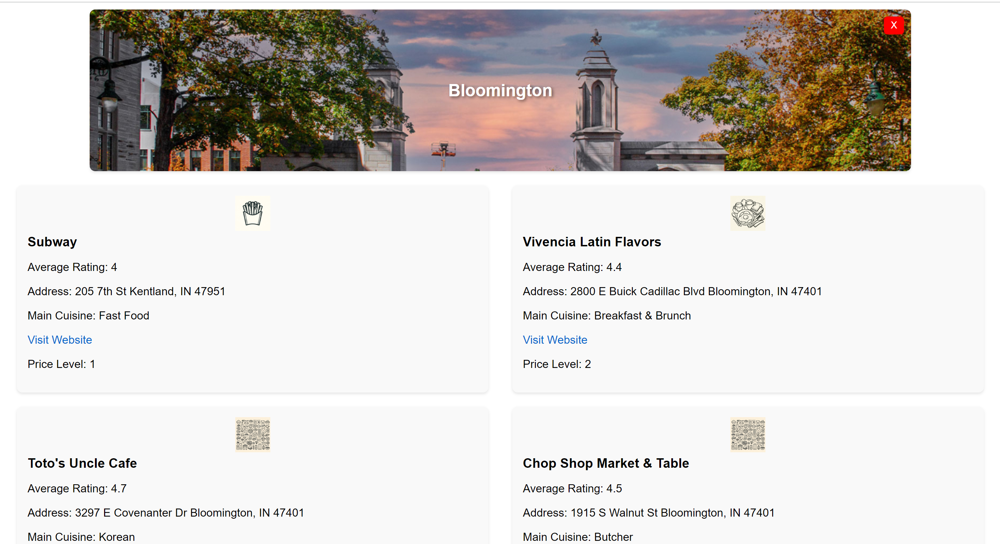 X
Bloomington
Subway
Average Rating: 4
Address: 205 7th St Kentland, IN 47951
Main Cuisine: Fast Food
Visit Website
Price Level: 1
Vivencia Latin Flavors
Average Rating: 4.4
Address: 2800 E Buick Cadillac Blvd Bloomington, IN 47401
Main Cuisine: Breakfast & Brunch
Visit Website
Price Level: 2
Toto's Uncle Cafe
Average Rating: 4.7
Address: 3297 E Covenanter Dr Bloomington, IN 47401
Main Cuisine: Korean
Chop Shop Market & Table
Average Rating: 4.5
Address: 1915 S Walnut St Bloomington, IN 47401
Main Cuisine: Butcher